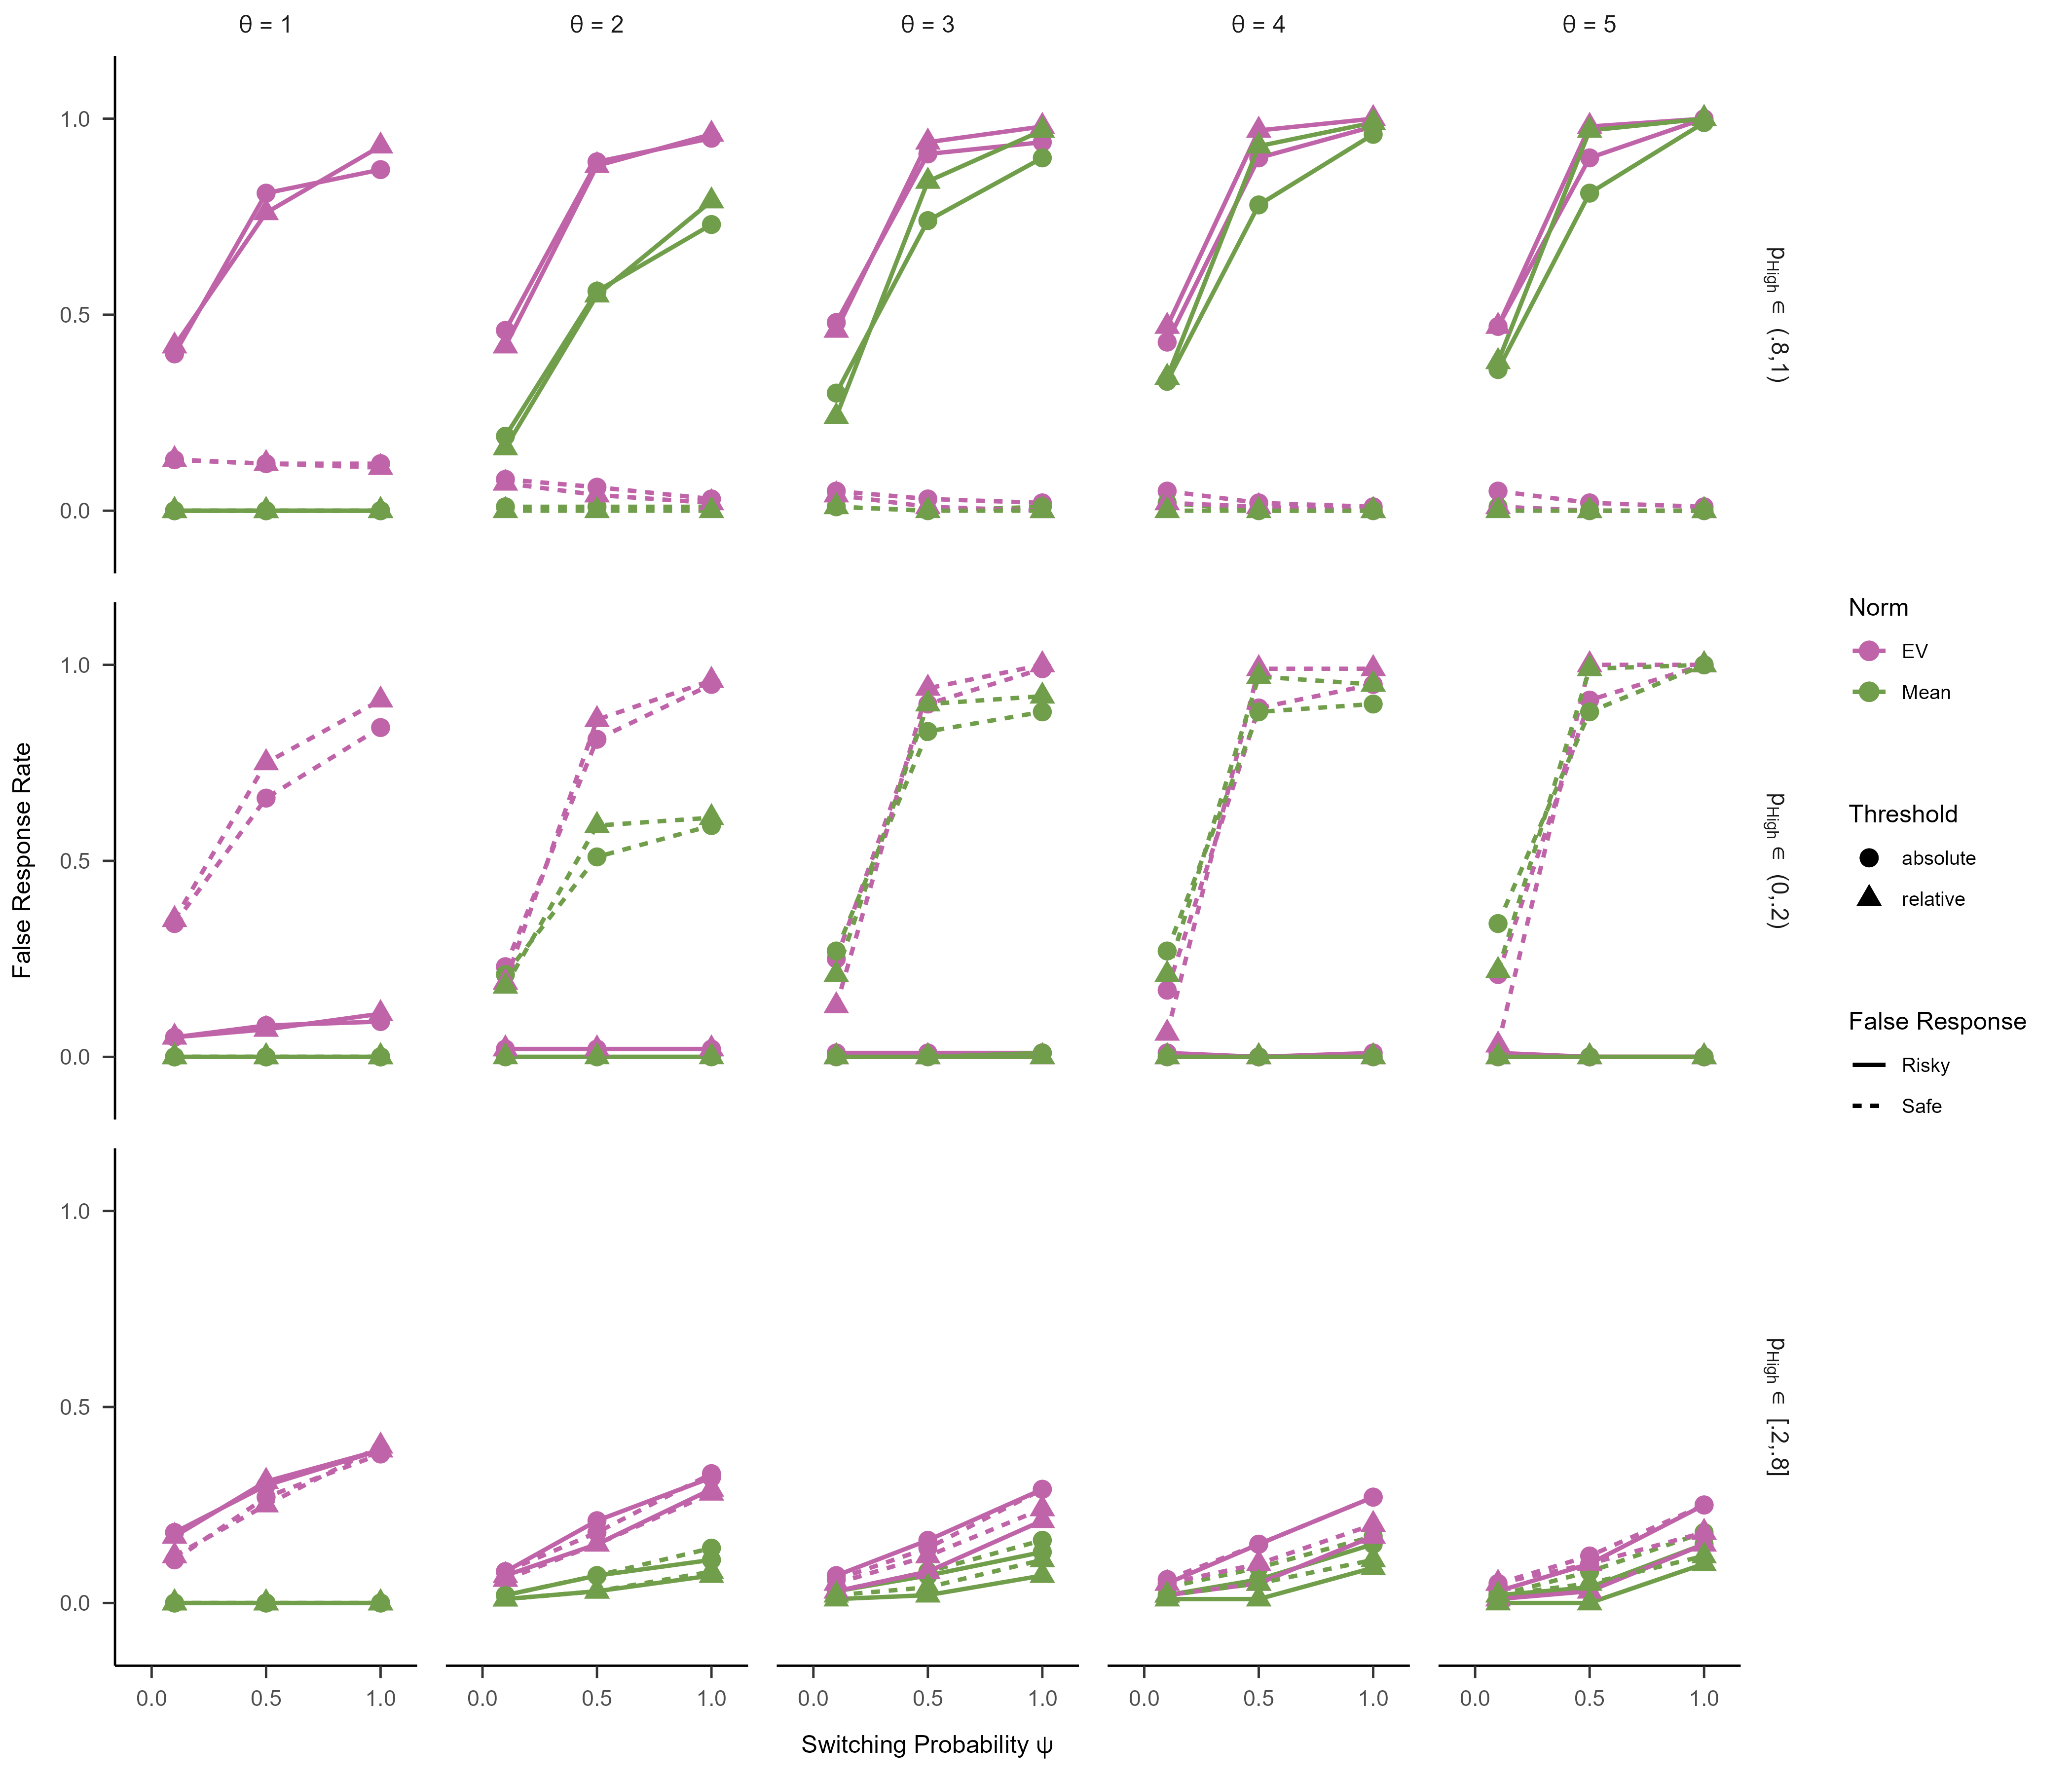 θ = 1 θ = 2 θ = 3 θ = 4 θ = 5
1.0
0.5
0.0
pHigh ∈ (.8,1)
1.0
0.5
0.0
pHigh ∈ (0,.2)
1.0
0.5
0.0
pHigh ∈ [.2,.8]
0.0 0.5 1.0 0.0 0.5 1.0 0.0 0.5 1.0 0.0 0.5 1.0 0.0 0.5 1.0
Switching Probability ψ
False Response Rate
Norm
EV
Mean
Threshold
absolute
relative
False Response
Risky
Safe